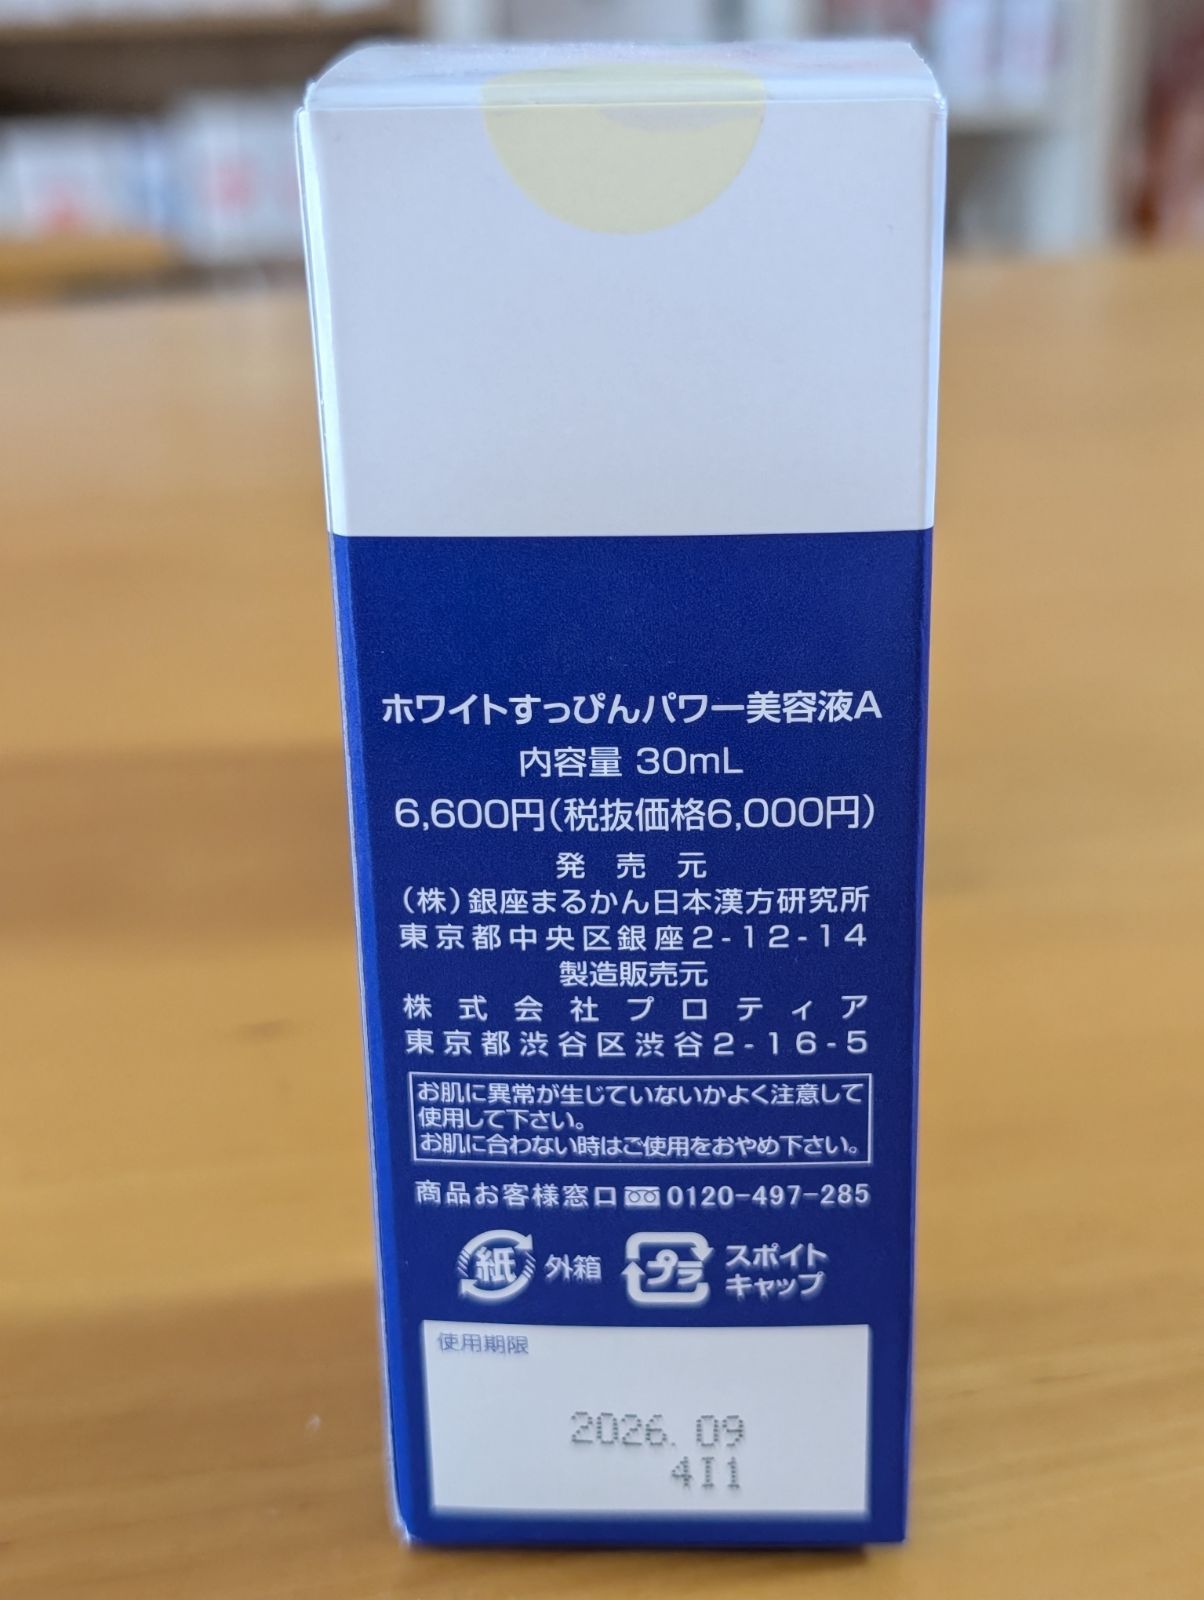 ホワイトすっぴんパワー美容液A
内容量 30mL
6,600円(税抜価格6,000円)
発売元
(株)銀座まるかん日本漢方研究所
東京都中央区銀座2-12-14
製造販売元
株式会社プロティア
東京都渋谷区渋谷2-16-5
お肌に異常が生じていないかよく注意して
使用して下さい。
お肌に合わない時はご使用をおやめ下さい。
商品お客様窓口 0120-497-285
紙 外箱 プラ スポイト
キャップ
使用期限
2026.09
4I1